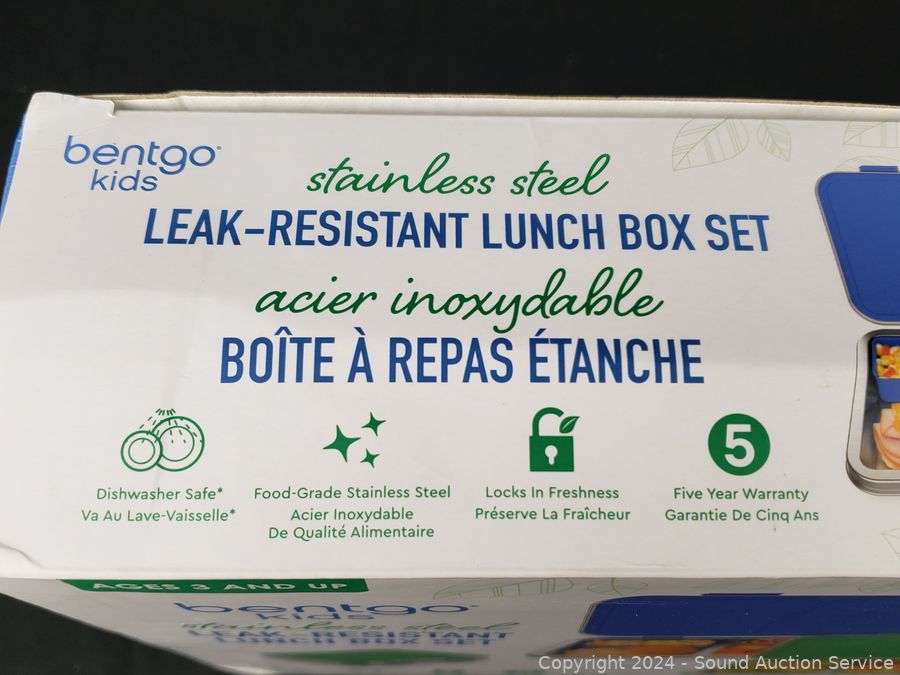 bentgo®
kids
stainless steel
LEAK-RESISTANT LUNCH BOX SET
acier inoxydable
BOÎTE À REPAS ÉTANCHE
5
Dishwasher Safe*
Va Au Lave-Vaisselle*
Food-Grade Stainless Steel
Acier Inoxydable
De Qualité Alimentaire
Locks In Freshness
Préserve La Fraîcheur
Five Year Warranty
Garantie De Cinq Ans
AGES 3 AND UP
bentgo
kids
stainless steel
LEAK-RESISTANT
LUNCH BOX SET
Copyright 2024 - Sound Auction Service